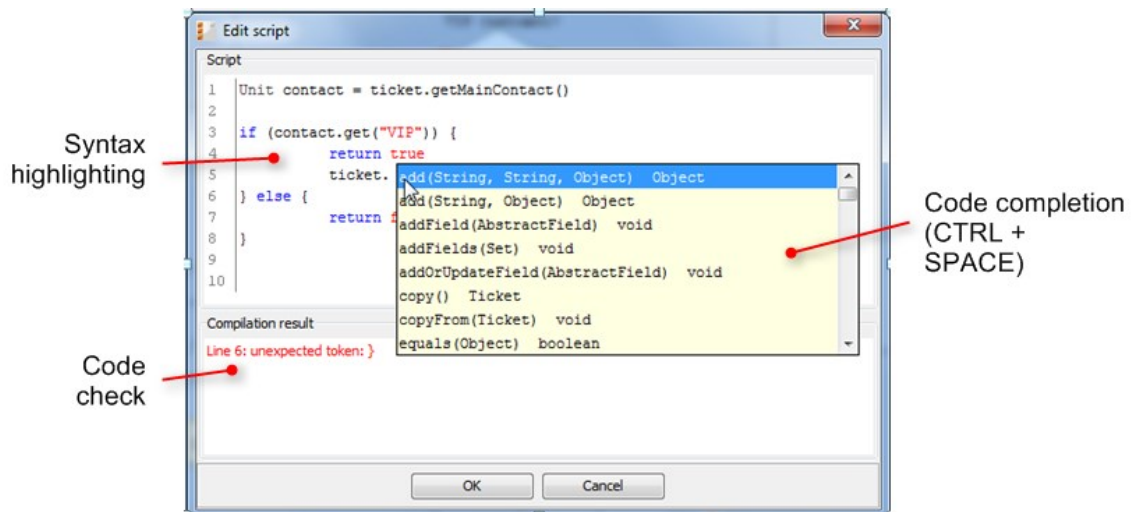 Edit script
Script
1 Unit contact = ticket.getMainContact()
2
3 if (contact.get("VIP")) {
4 return true
5 ticket.
6 } else {
7 return f
8 }
9
10
add(String, String, Object) Object
add(String, Object) Object
addField(AbstractField) void
addFields(Set) void
addOrUpdateField(AbstractField) void
copy() Ticket
copyFrom(Ticket) void
equals(Object) boolean
Compilation result
Line 6: unexpected token: }
OK Cancel
Syntax
highlighting
Code
check
Code completion
(CTRL +
SPACE)